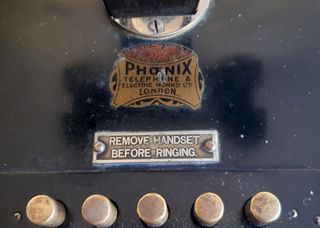 PHŒNIX
TELEPHONE &
ELECTRIC WORKS LTD
LONDON.
REMOVE HANDSET
BEFORE RINGING.